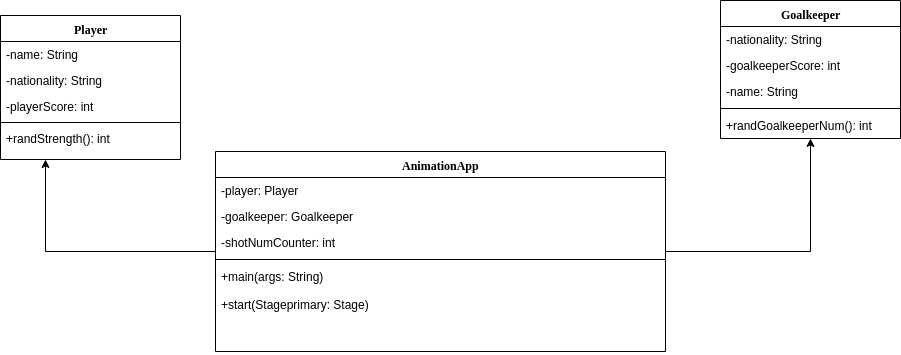 Player
-name: String
-nationality: String
-playerScore: int
+randStrength(): int
Goalkeeper
-nationality: String
-goalkeeperScore: int
-name: String
+randGoalkeeperNum(): int
AnimationApp
-player: Player
-goalkeeper: Goalkeeper
-shotNumCounter: int
+main(args: String)
+start(Stageprimary: Stage)